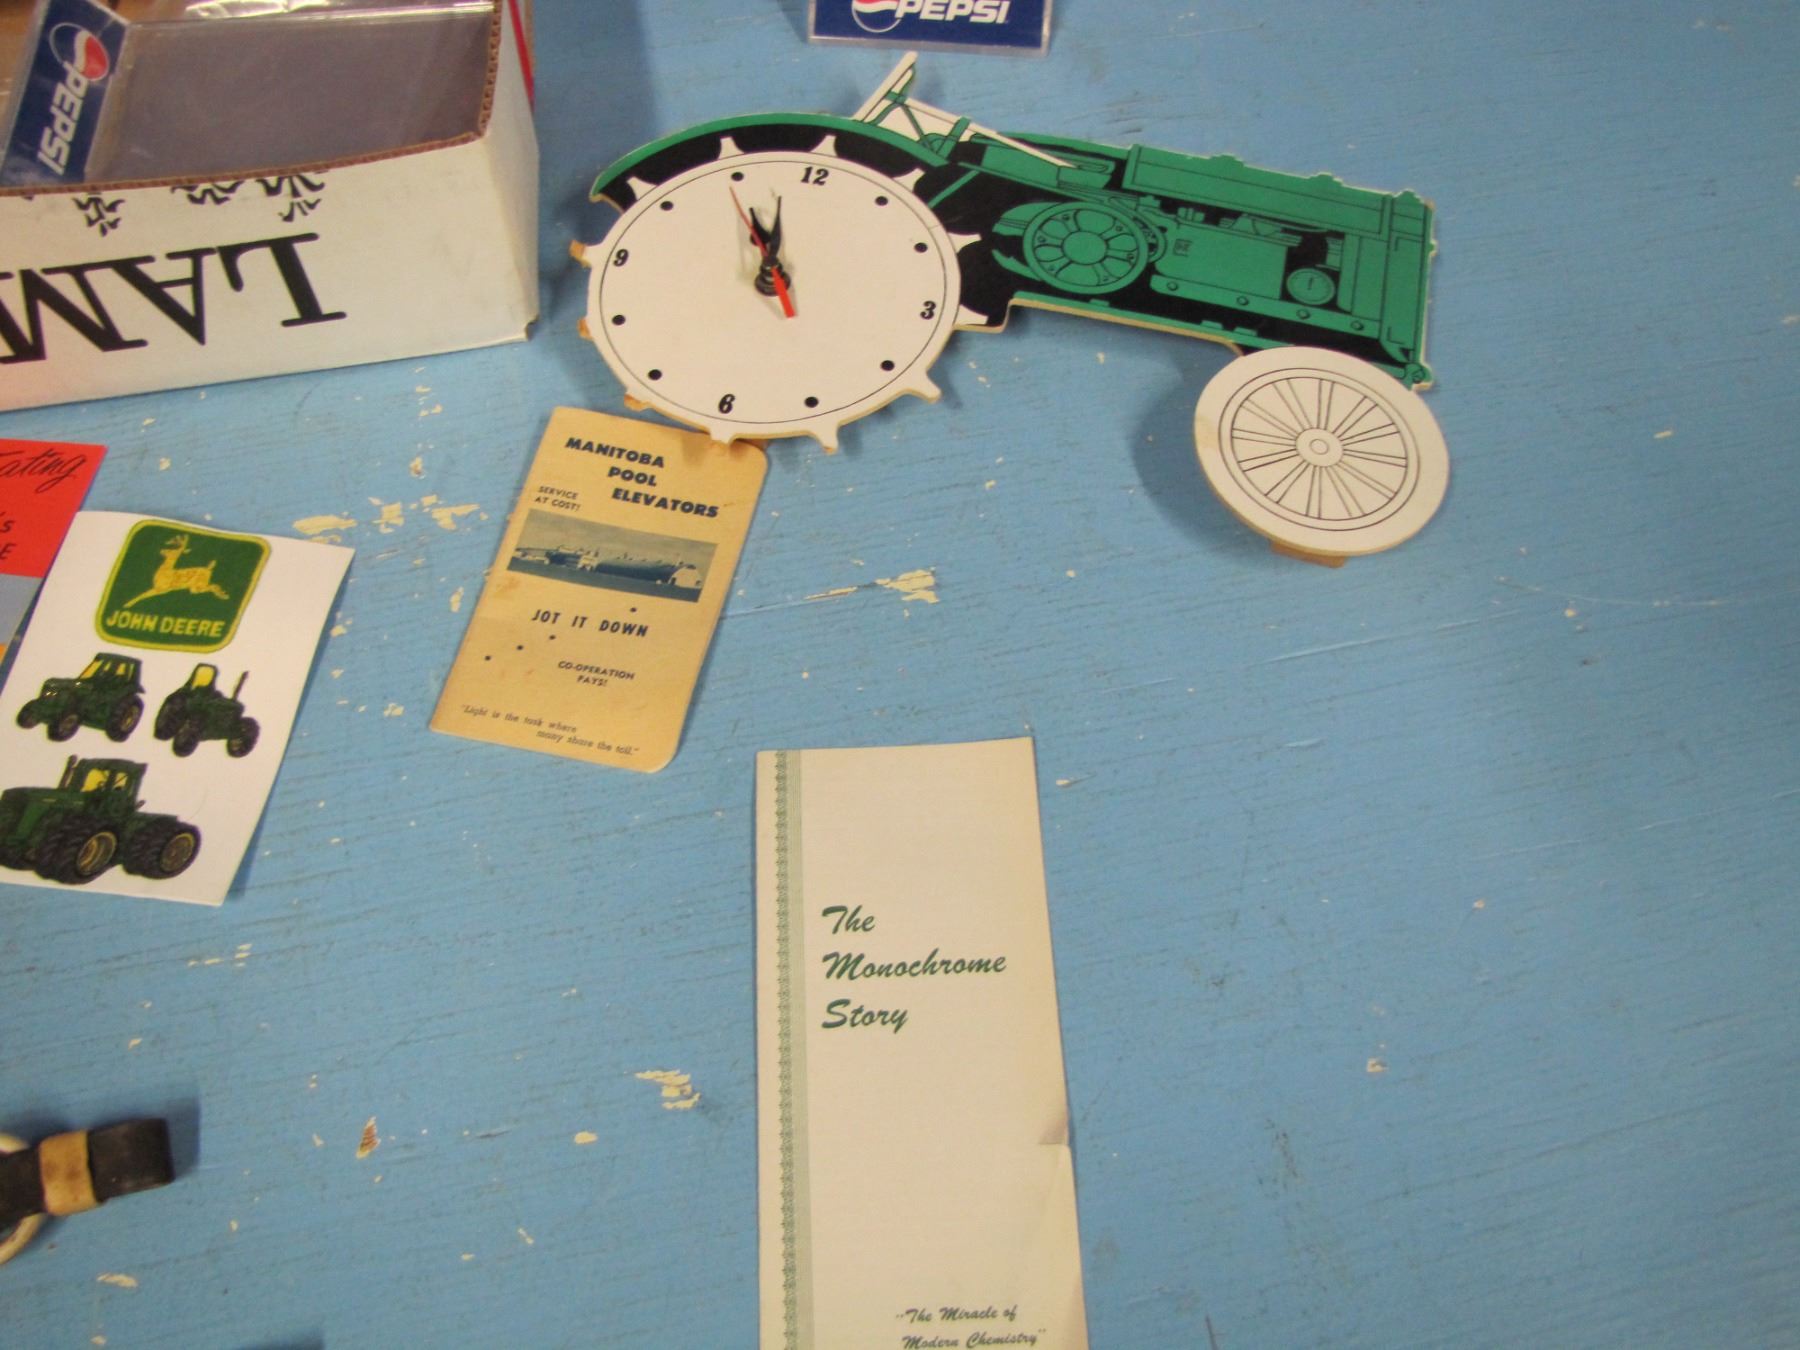 PEPSI
PEPSI
LAM
12
9
3
6
MANITOBA
POOL
ELEVATORS
SERVICE
AT COST!
JOT IT DOWN
CO-OPERATION
PAYS!
"Light is the task where
many share the toil."
JOHN DEERE
The
Monochrome
Story
"The Miracle of
Modern Chemistry"